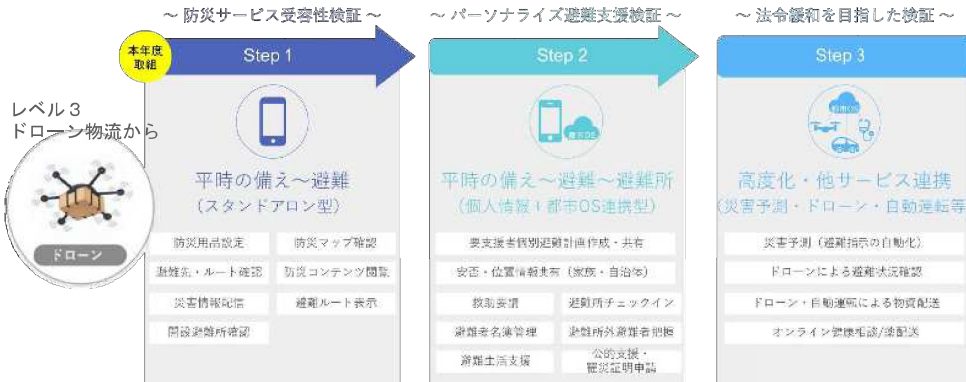 ~ 防災サービス受容性検証 ~
~ パーソナライズ避難支援検証 ~
~ 法令緩和を目指した検証 ~
本年度
取組
Step 1
Step 2
Step 3
レベル3
ドローン物流から
ドローン
平時の備え~避難
(スタンドアロン型)
防災用品設定
防災マップ確認
避難先・ルート確認
防災コンテンツ閲覧
災害情報配信
避難ルート表示
開設避難所確認
都市OS
平時の備え~避難~避難所
(個人情報+都市OS連携型)
要支援者個別避難計画作成・共有
安否・位置情報共有(家族・自治体)
救助要請
避難所チェックイン
避難者名簿管理
避難所外避難者把握
避難生活支援
公的支援・
罹災証明申請
都市OS
高度化・他サービス連携
(災害予測・ドローン・自動運転等
災害予測(避難指示の自動化)
ドローンによる避難状況確認
ドローン・自動運転による物資配送
オンライン健康相談/薬配送